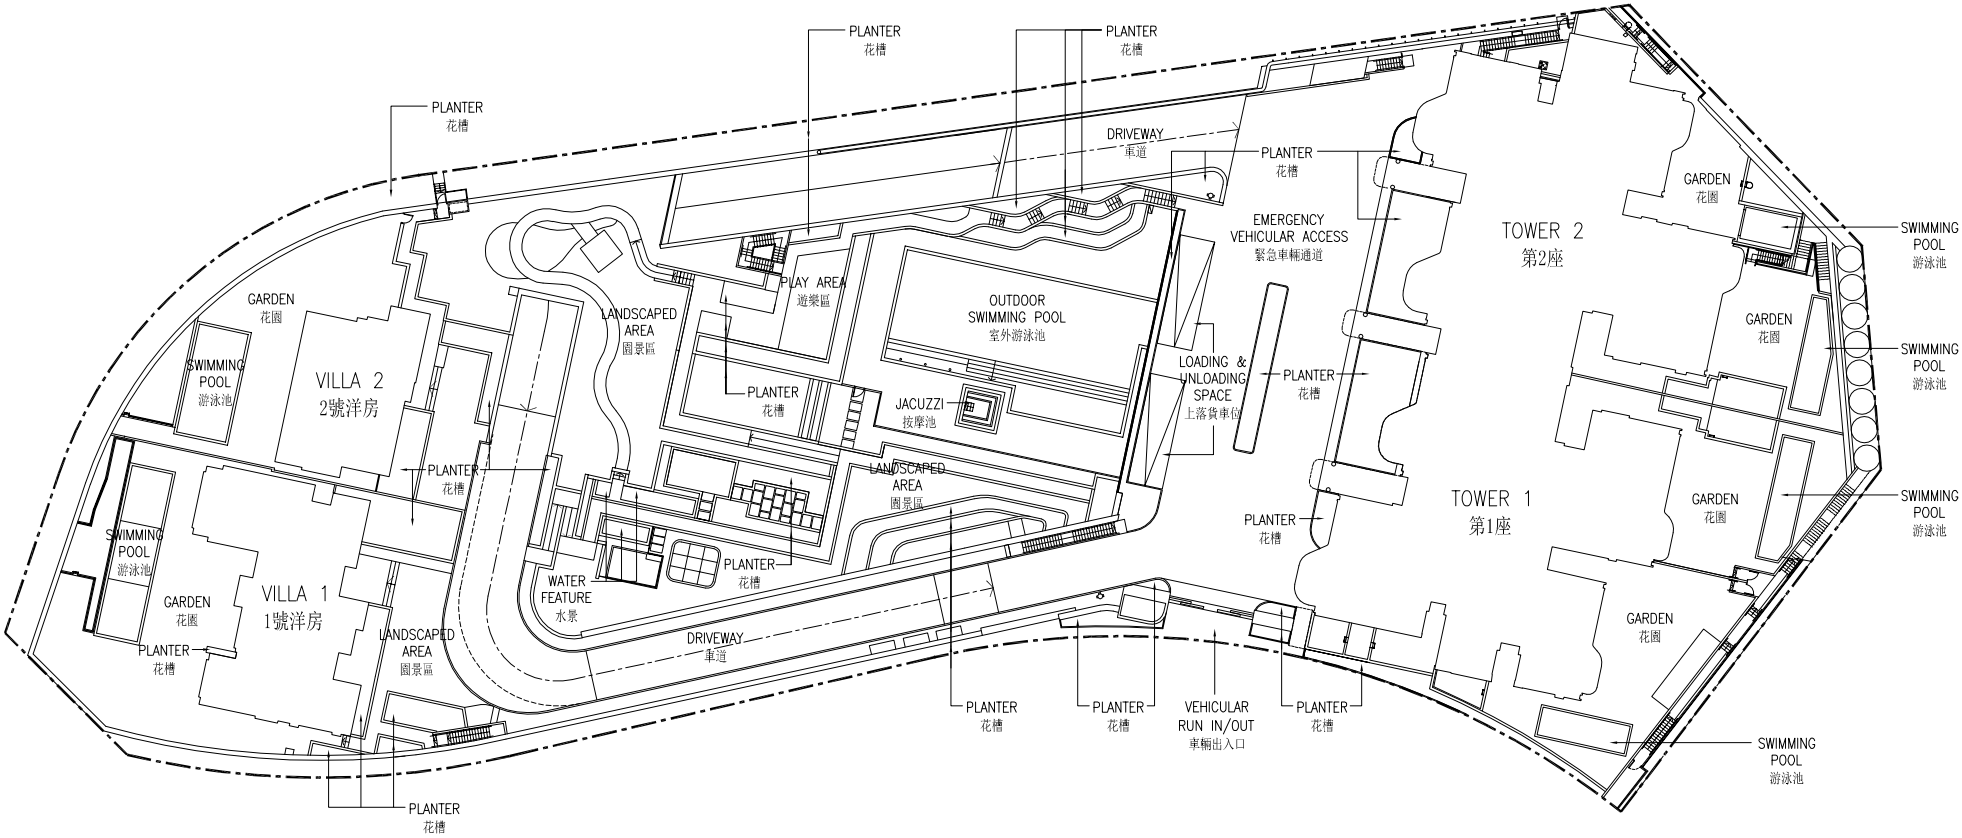 PLANTER
花槽
PLANTER
花槽
PLANTER
花槽
DRIVEWAY
車道
PLANTER
花槽
GARDEN
花園
EMERGENCY
VEHICULAR ACCESS
緊急車輛通道
TOWER 2
第2座
SWIMMING
POOL
游泳池
GARDEN
花園
LANDSCAPED
AREA
園景區
PLAY AREA
遊樂區
OUTDOOR
SWIMMING POOL
室外游泳池
GARDEN
花園
SWIMMING
POOL
游泳池
VILLA 2
2號洋房
PLANTER
花槽
JACUZZI
按摩池
LOADING &
UNLOADING
SPACE
上落貨車位
PLANTER
花槽
SWIMMING
POOL
游泳池
PLANTER
花槽
LANDSCAPED
AREA
園景區
TOWER 1
第1座
GARDEN
花園
SWIMMING
POOL
游泳池
SWIMMING
POOL
游泳池
PLANTER
花槽
PLANTER
花槽
WATER
FEATURE
水景
VILLA 1
1號洋房
GARDEN
花園
PLANTER
花槽
LANDSCAPED
AREA
園景區
DRIVEWAY
車道
GARDEN
花園
PLANTER
花槽
PLANTER
花槽
VEHICULAR
RUN IN/OUT
車輛出入口
PLANTER
花槽
SWIMMING
POOL
游泳池
PLANTER
花槽